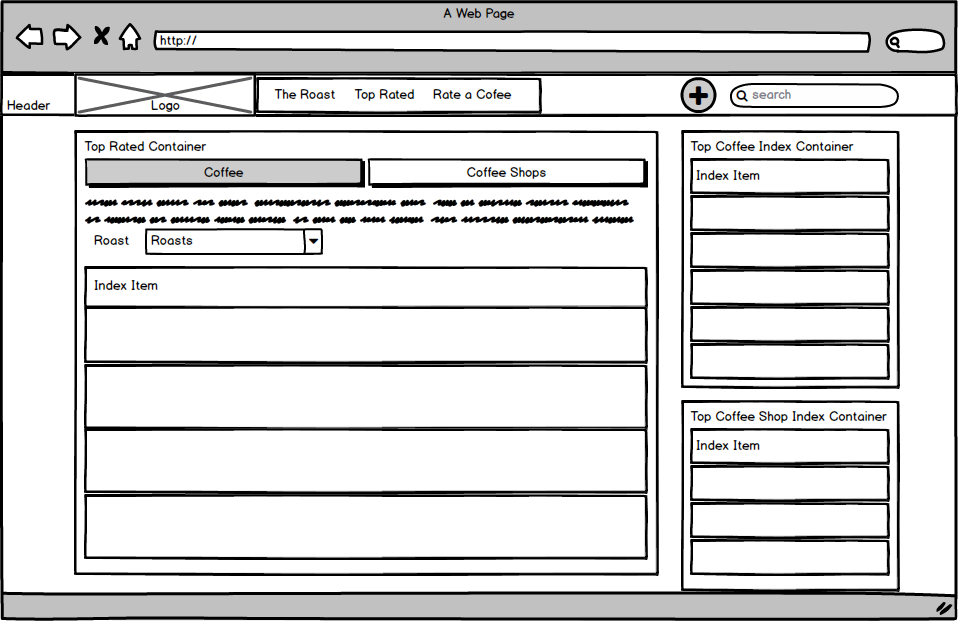 A Web Page
http://
Header
Logo
The Roast Top Rated Rate a Cofee
search
Top Rated Container
Coffee Coffee Shops
Roast Roasts
Index Item
Top Coffee Index Container
Index Item
Top Coffee Shop Index Container
Index Item